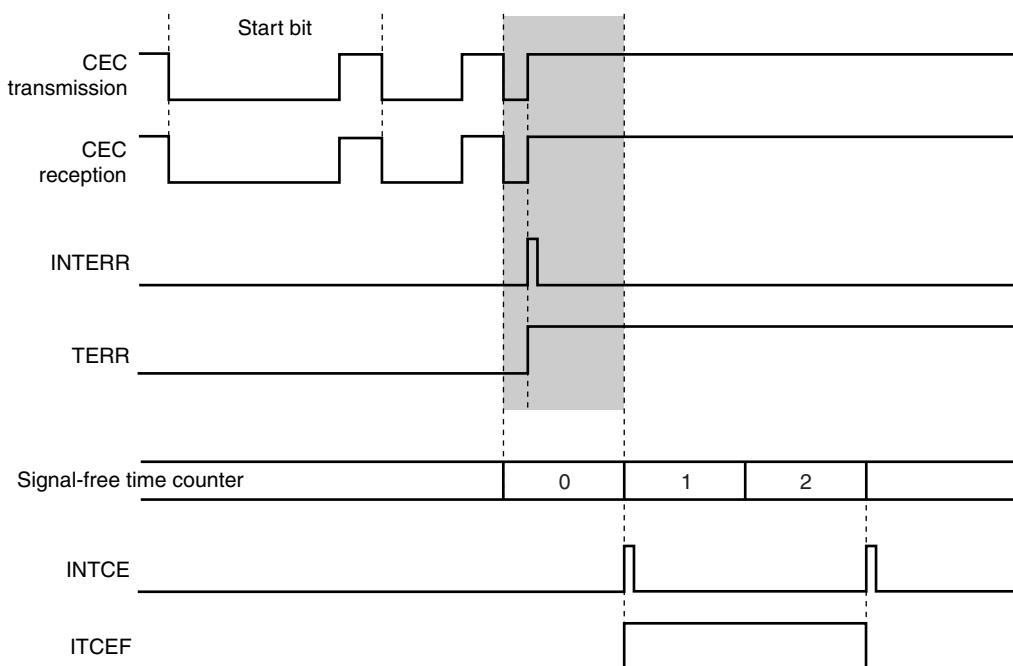 Start bit
CEC
transmission
CEC
reception
INTERR
TERR
Signal-free time counter 0 1 2
INTCE
ITCEF